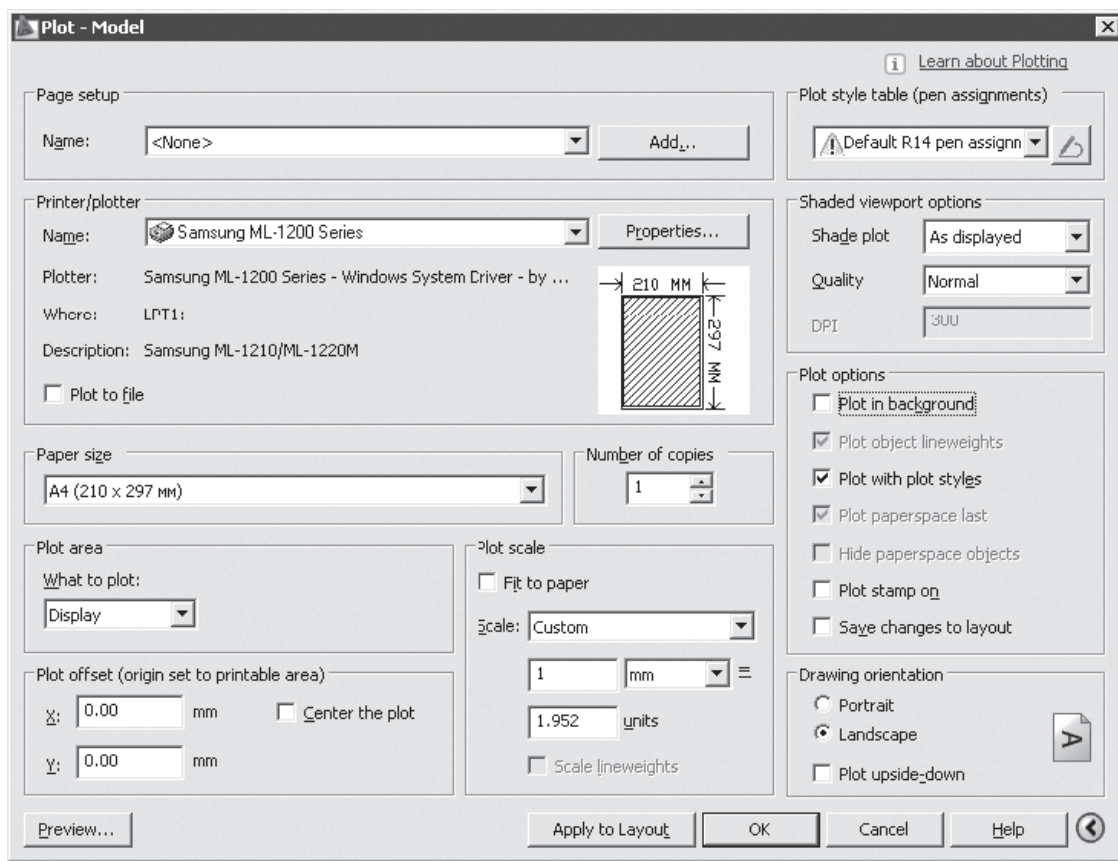 Plot - Model
Learn about Plotting
Page setup
Name:
<None>
Add...
Plot style table (pen assignments)
Default R14 pen assignn
Printer/plotter
Name:
Samsung ML-1200 Series
Properties...
Plotter:
Samsung ML-1200 Series - Windows System Driver - by ...
Where:
LPT1:
Description:
Samsung ML-1210/ML-1220M
Plot to file
210 MM
297 MM
Shaded viewport options
Shade plot
As displayed
Quality
Normal
DPI
300
Paper size
A4 (210 x 297 мм)
Number of copies
1
Plot options
Plot in background
Plot object lineweights
Plot with plot styles
Plot paperspace last
Hide paperspace objects
Plot stamp on
Save changes to layout
Plot area
What to plot:
Display
Plot scale
Fit to paper
Scale:
Custom
1
mm
=
1.952
units
Scale lineweights
Plot offset (origin set to printable area)
X:
0.00
mm
Center the plot
Y:
0.00
mm
Drawing orientation
Portrait
Landscape
Plot upside-down
A
Preview...
Apply to Layout
OK
Cancel
Help